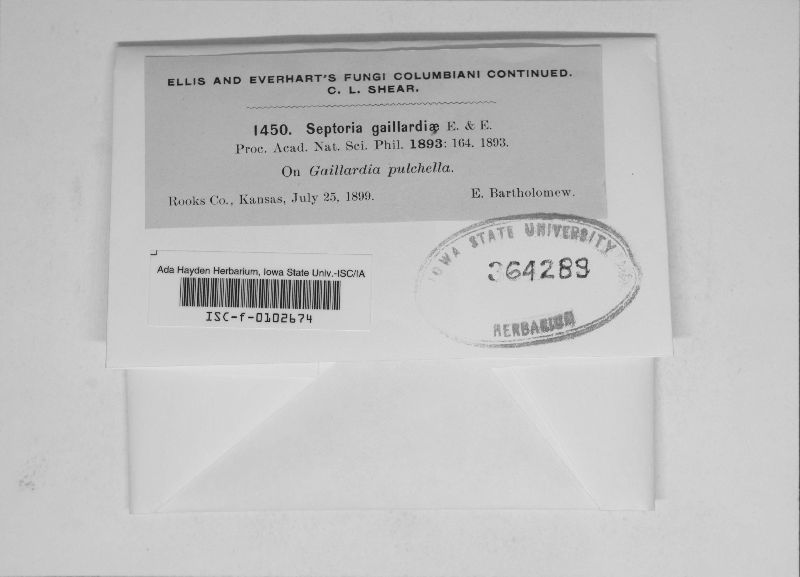 ELLIS AND EVERHART'S FUNGI COLUMBIANI CONTINUED.
C. L. SHEAR.
1450. Septoria gaillardiæ E. & E.
Proc. Acad. Nat. Sci. Phil. 1893: 164. 1893.
On Gaillardia pulchella.
Rooks Co., Kansas, July 25, 1899. E. Bartholomew.
IOWA STATE UNIVERSITY
364289
HERBARIUM
Ada Hayden Herbarium, Iowa State Univ.-ISC/IA
ISC-f-0102674